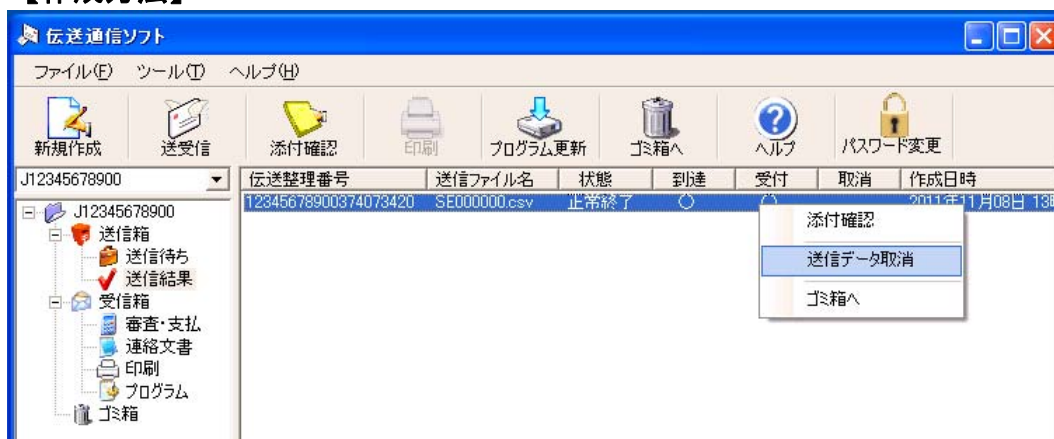 伝送通信ソフト
ファイル(F) ツール(T) ヘルプ(H)
新規作成 送受信 添付確認 印刷 プログラム更新 ゴミ箱へ ヘルプ パスワード変更
J12345678900 伝送整理番号 送信ファイル名 状態 到達 受付 取消 作成日時
12345678900374073420 SE000000.csv 正常終了 ○ ○ 2011年11月08日 13時
J12345678900
送信箱
送信待ち
送信結果
受信箱
審査・支払
連絡文書
印刷
プログラム
ゴミ箱
添付確認
送信データ取消
ゴミ箱へ